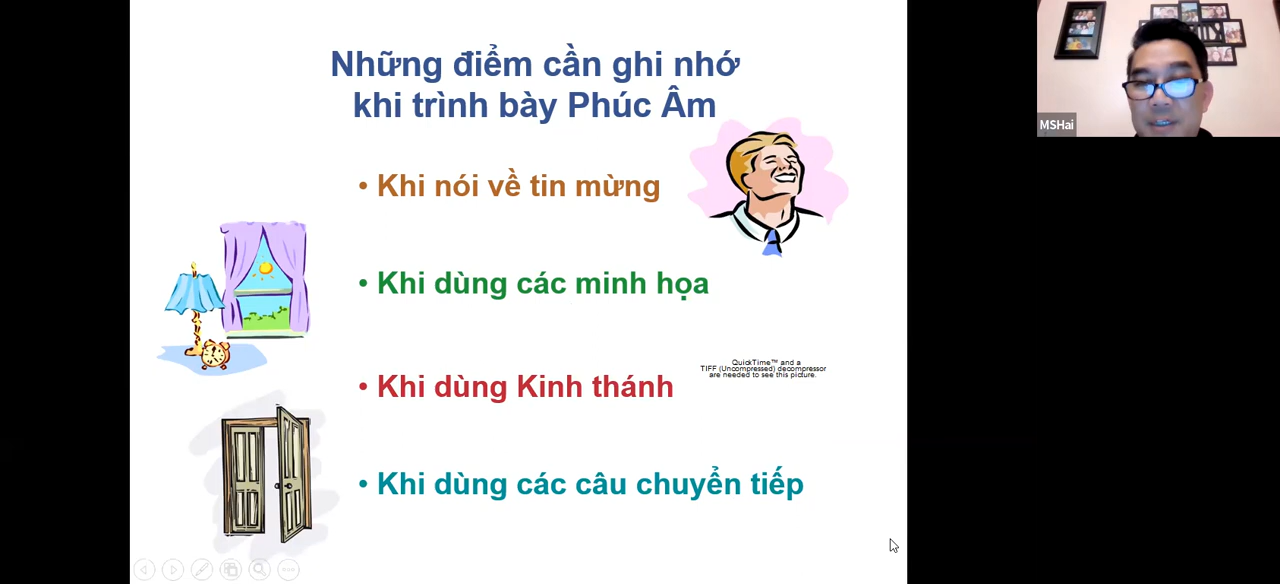 Những điểm cần ghi nhớ
khi trình bày Phúc Âm
• Khi nói về tin mừng
• Khi dùng các minh họa
QuickTime™ and a
TIFF (Uncompressed) decompressor
are needed to see this picture.
• Khi dùng Kinh thánh
• Khi dùng các câu chuyển tiếp
MSHai